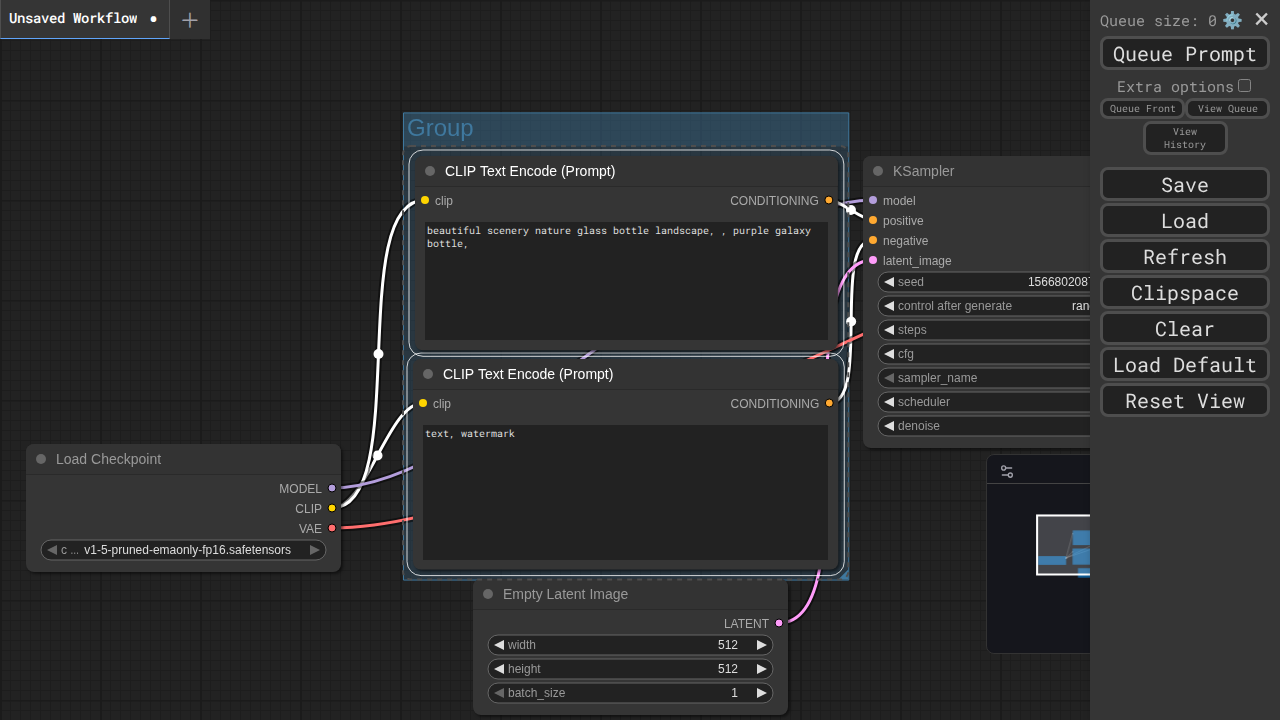 Unsaved Workflow
Queue size: 0
Queue Prompt
Extra options
Queue Front
View Queue
View
History
Save
Load
Refresh
Clipspace
Clear
Load Default
Reset View
Group
CLIP Text Encode (Prompt)
clip
CONDITIONING
beautiful scenery nature glass bottle landscape, , purple galaxy
bottle,
CLIP Text Encode (Prompt)
clip
CONDITIONING
text, watermark
KSampler
model
positive
negative
latent_image
seed
156680208
control after generate
ran
steps
cfg
sampler_name
scheduler
denoise
Load Checkpoint
MODEL
CLIP
VAE
c ... v1-5-pruned-emaonly-fp16.safetensors
Empty Latent Image
LATENT
width 512
height 512
batch_size 1